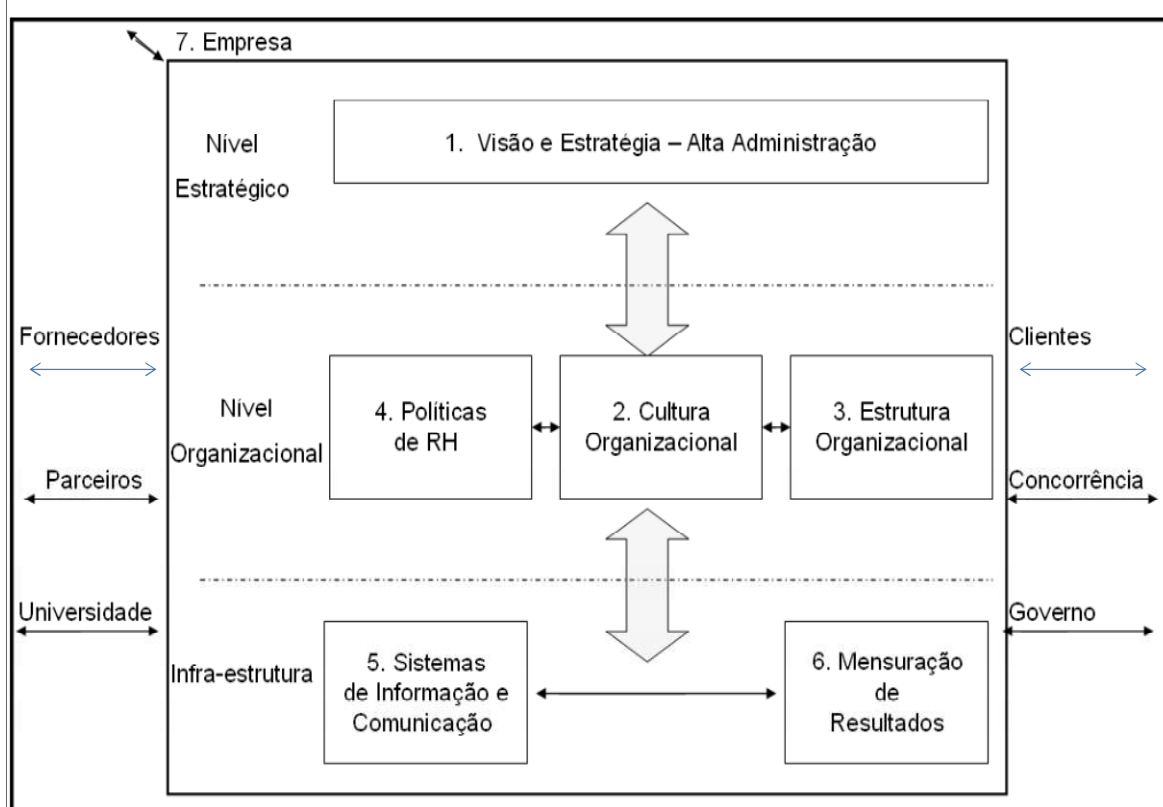 7. Empresa
Nível
Estratégico
1. Visão e Estratégia – Alta Administração
Fornecedores
Clientes
Nível
Organizacional
4. Políticas
de RH
2. Cultura
Organizacional
3. Estrutura
Organizacional
Parceiros
Concorrência
Universidade
Governo
Infra-estrutura
5. Sistemas
de Informação e
Comunicação
6. Mensuração
de
Resultados